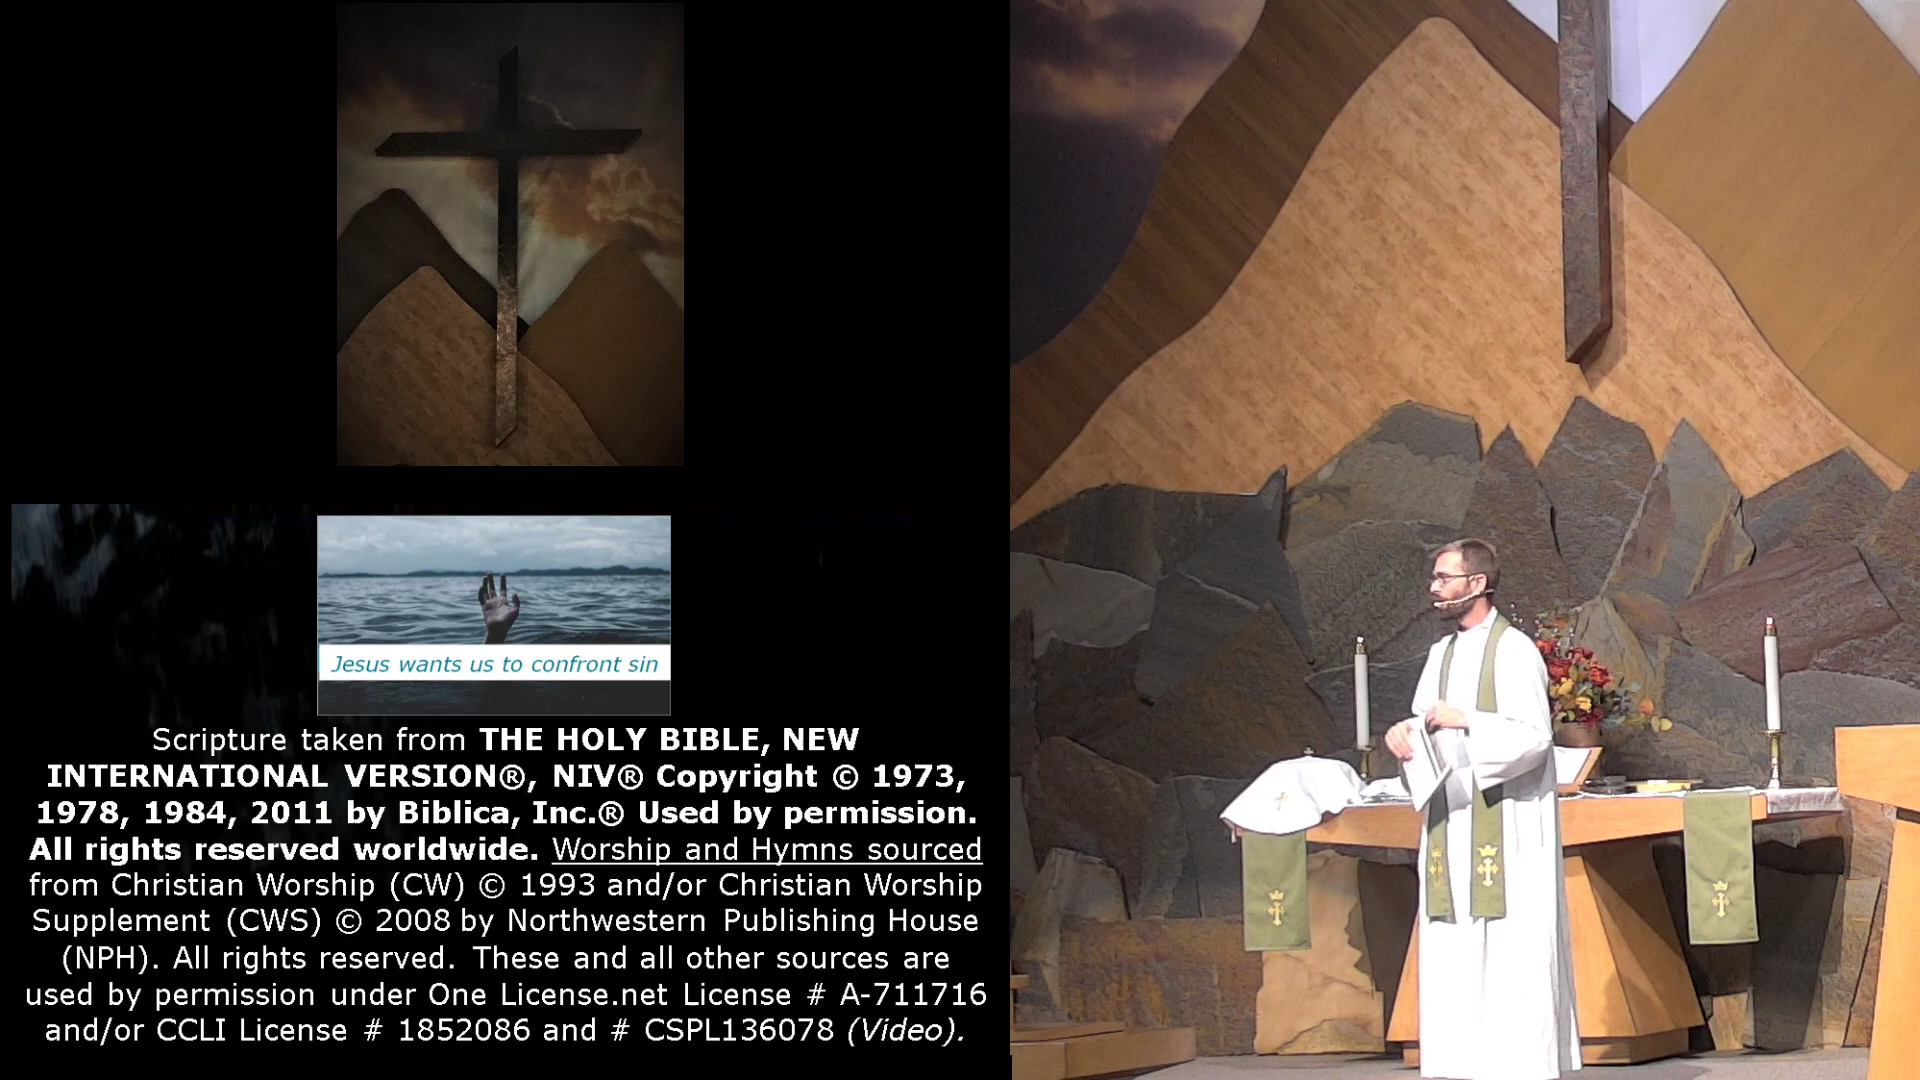 Jesus wants us to confront sin
Scripture taken from THE HOLY BIBLE, NEW
INTERNATIONAL VERSION®, NIV® Copyright © 1973,
1978, 1984, 2011 by Biblica, Inc.® Used by permission.
All rights reserved worldwide. Worship and Hymns sourced
from Christian Worship (CW) © 1993 and/or Christian Worship
Supplement (CWS) © 2008 by Northwestern Publishing House
(NPH). All rights reserved. These and all other sources are
used by permission under One License.net License # A-711716
and/or CCLI License # 1852086 and # CSPL136078 (Video).